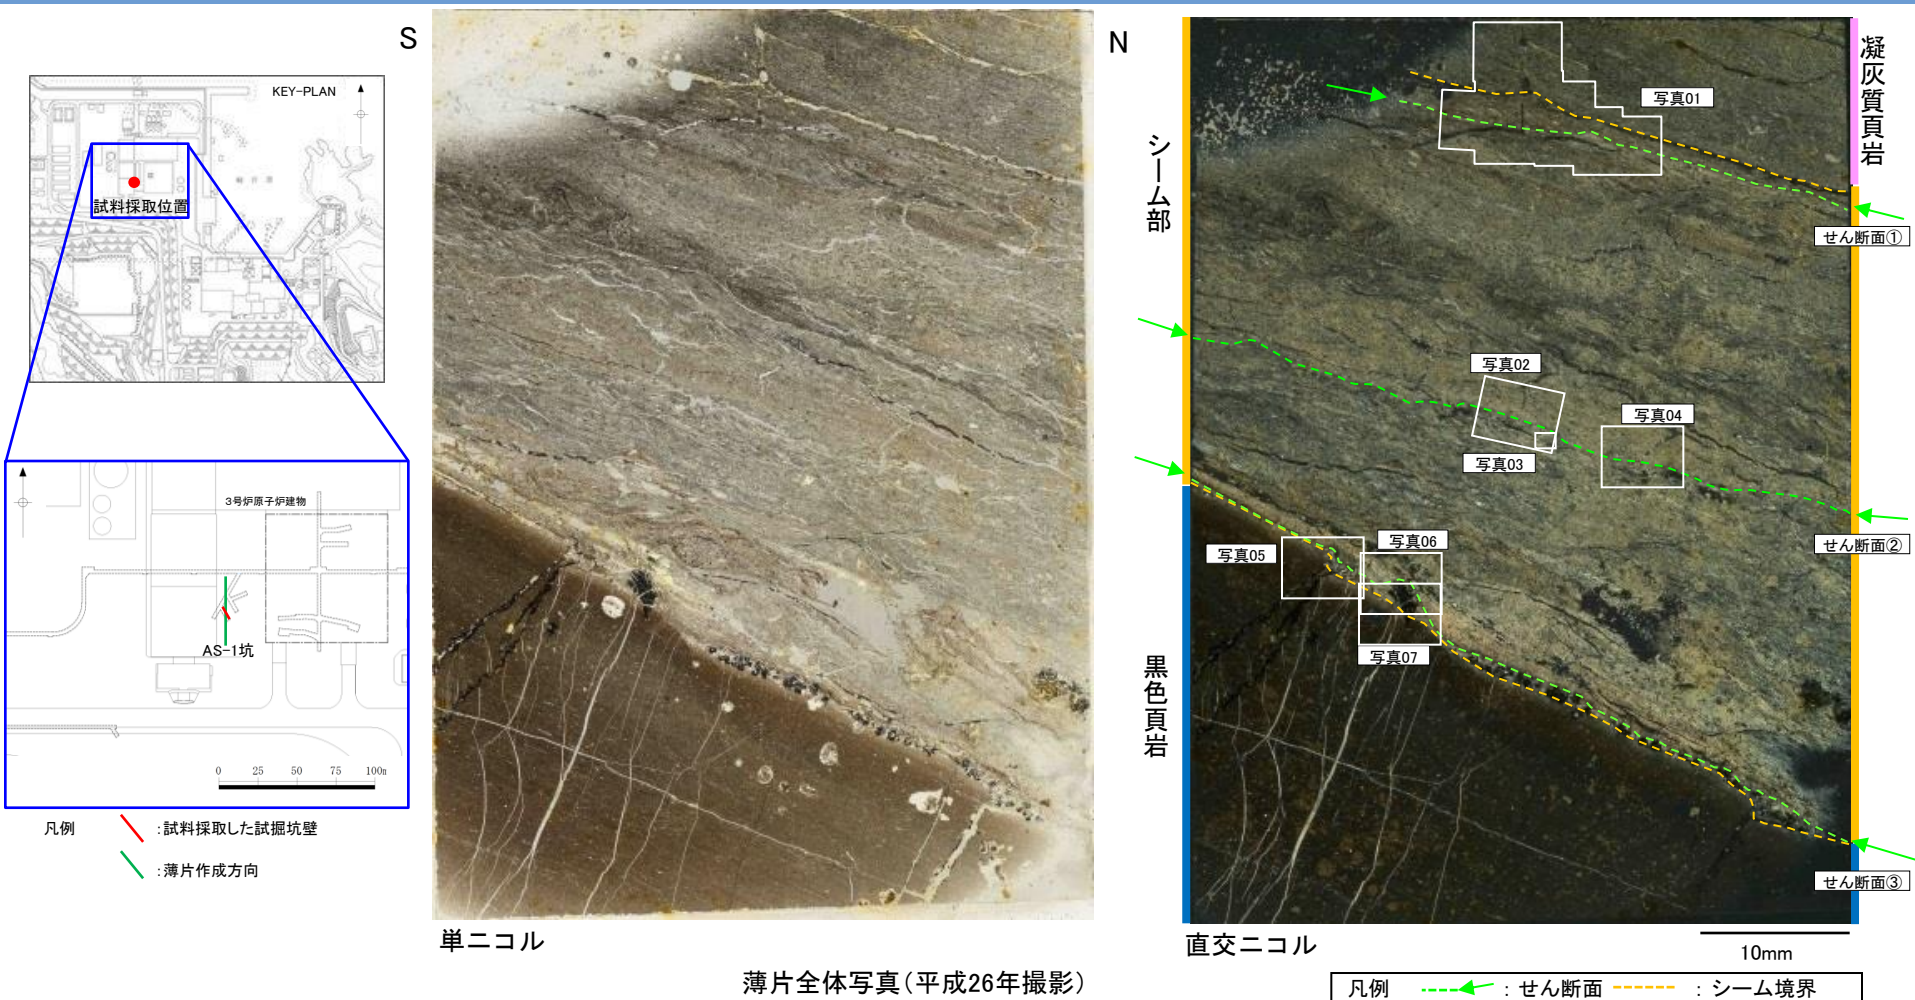 KEY-PLAN
試料採取位置
3号炉原子炉建物
AS-1坑
0 25 50 75 100m
凡例
:試料採取した試掘坑壁
:薄片作成方向
S
N
単ニコル
シーム部
黒色頁岩
凝灰質頁岩
写真01
せん断面①
写真02
写真04
写真03
せん断面②
写真05
写真06
写真07
せん断面③
直交ニコル
10mm
薄片全体写真(平成26年撮影)
凡例 :せん断面 :シーム境界